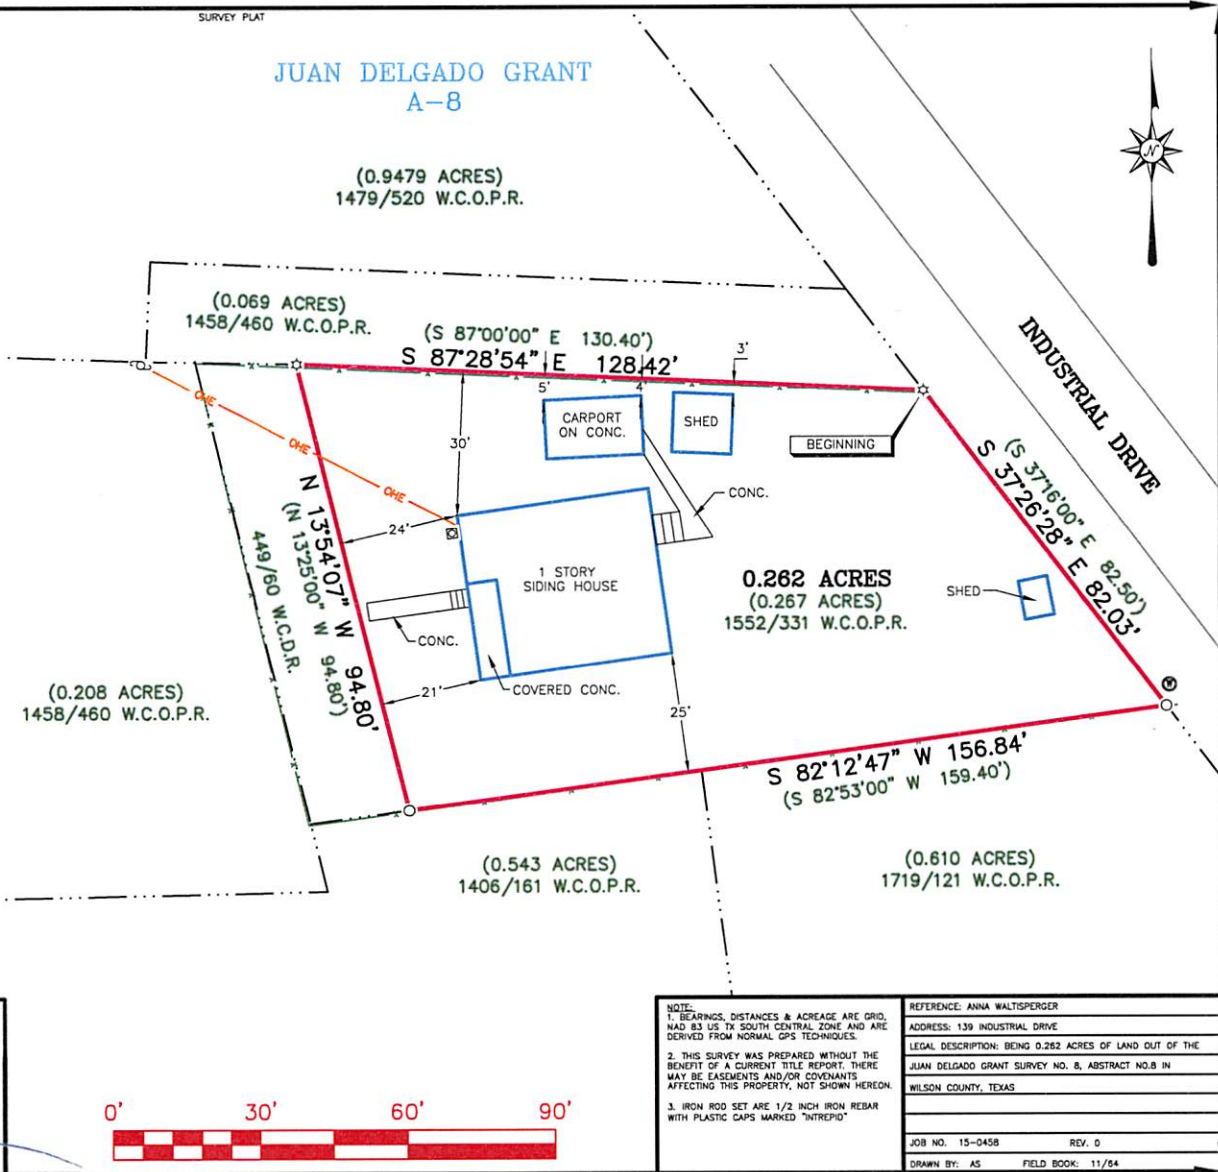 SURVEY PLAT
JUAN DELGADO GRANT
A-8
(0.9479 ACRES)
1479/520 W.C.O.P.R.
N
(0.069 ACRES)
1458/460 W.C.O.P.R.
(S 87°00'00" E 130.40')
S 87°28'54" E 128.42'
3'
5'
4'
CARPORT
ON CONC.
SHED
BEGINNING
INDUSTRIAL DRIVE
(S 37°16'00" E 82.50')
S 37°26'28" E 82.03'
OHE
OHE
OHE
30'
24'
CONC.
N 13°54'07" W 94.80'
(N 13°25'00" W 94.80')
449/60 W.C.D.R.
1 STORY
SIDING HOUSE
0.262 ACRES
(0.267 ACRES)
1552/331 W.C.O.P.R.
SHED
CONC.
21'
COVERED CONC.
25'
(0.208 ACRES)
1458/460 W.C.O.P.R.
S 82°12'47" W 156.84'
(S 82°53'00" W 159.40')
(0.543 ACRES)
1406/161 W.C.O.P.R.
(0.610 ACRES)
1719/121 W.C.O.P.R.
0' 30' 60' 90'
NOTE:
1. BEARINGS, DISTANCES & ACREAGE ARE GRID,
NAD 83 US TX SOUTH CENTRAL ZONE AND ARE
DERIVED FROM NORMAL GPS TECHNIQUES.
2. THIS SURVEY WAS PREPARED WITHOUT THE
BENEFIT OF A CURRENT TITLE REPORT. THERE
MAY BE EASEMENTS AND/OR COVENANTS
AFFECTING THIS PROPERTY, NOT SHOWN HEREON.
3. IRON ROD SET ARE 1/2 INCH IRON REBAR
WITH PLASTIC CAPS MARKED "INTREPID"
REFERENCE: ANNA WALTISPERGER
ADDRESS: 139 INDUSTRIAL DRIVE
LEGAL DESCRIPTION: BEING 0.262 ACRES OF LAND OUT OF THE
JUAN DELGADO GRANT SURVEY NO. 8, ABSTRACT NO.8 IN
WILSON COUNTY, TEXAS
JOB NO. 15-0458 REV. 0
DRAWN BY: AS FIELD BOOK: 11/64